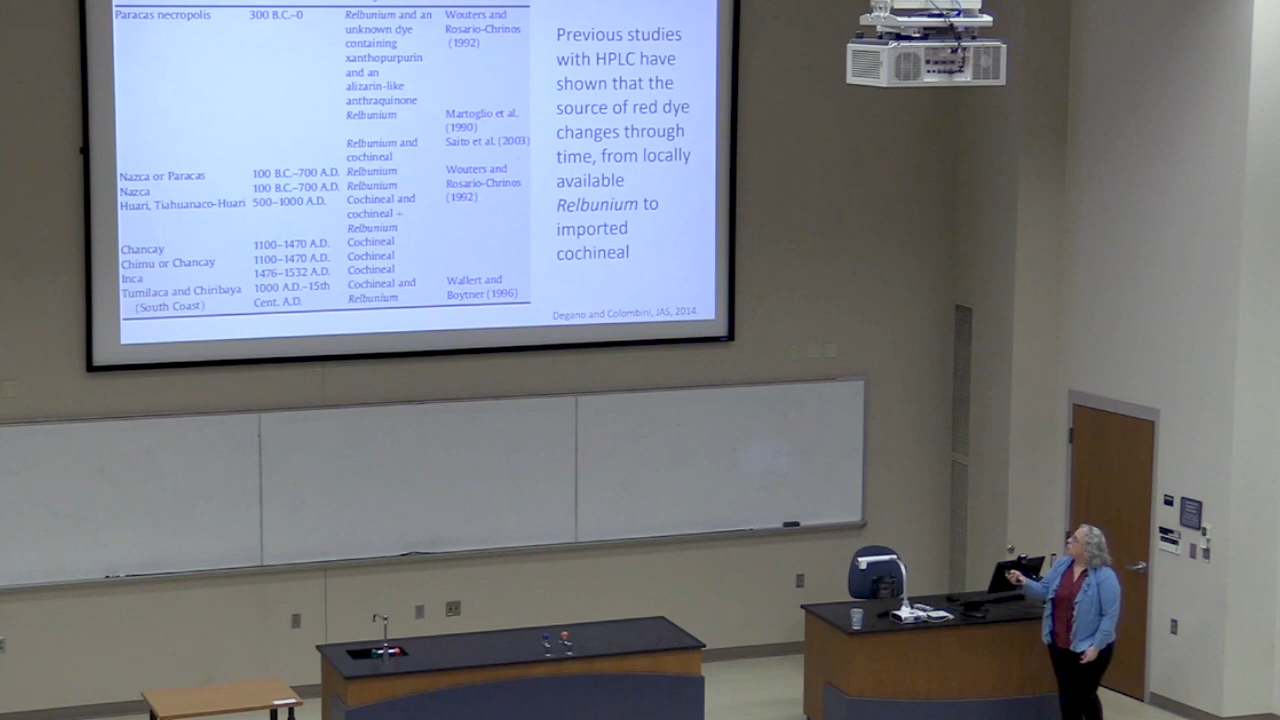 Paracas necropolis 300 B.C.–0 Relbunium and an Wouters and
unknown dye Rosario-Chrinos
containing (1992)
xanthopurpurin
and an
alizarin-like
anthraquinone
Relbunium Martoglio et al.
(1990)
Relbunium and Saito et al. (2003)
cochineal
Nazca or Paracas 100 B.C.–700 A.D. Relbunium Wouters and
Nazca 100 B.C.–700 A.D. Relbunium Rosario-Chrinos
Huari, Tiahuanaco-Huari 500–1000 A.D. Cochineal and (1992)
cochineal +
Relbunium
Chancay 1100–1470 A.D. Cochineal
Chimu or Chancay 1100–1470 A.D. Cochineal
Inca 1476–1532 A.D. Cochineal
Tumilaca and Chiribaya 1000 A.D.–15th Cochineal and Wallert and
(South Coast) Cent. A.D. Relbunium Boytner (1996)
Previous studies
with HPLC have
shown that the
source of red dye
changes through
time, from locally
available
Relbunium to
imported
cochineal
Degano and Colombini, JAS, 2014.